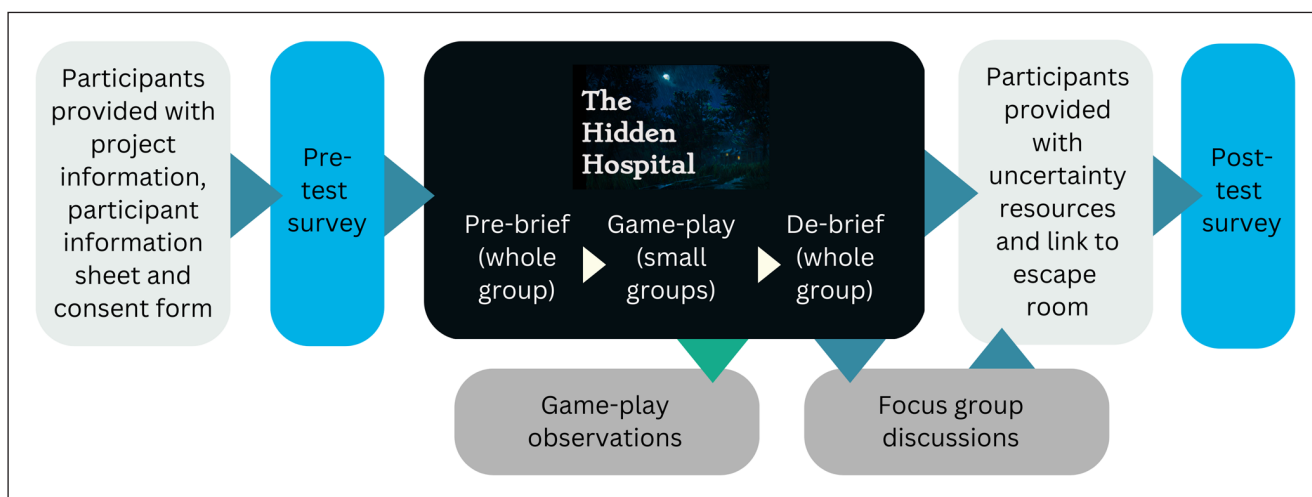 Participants
provided with
project
information,
participant
information
sheet and
consent form
Pre-
test
survey
The
Hidden
Hospital
Pre-brief
(whole
group)
Game-play
(small
groups)
De-brief
(whole
group)
Participants
provided
with
uncertainty
resources
and link to
escape
room
Post-
test
survey
Game-play
observations
Focus group
discussions